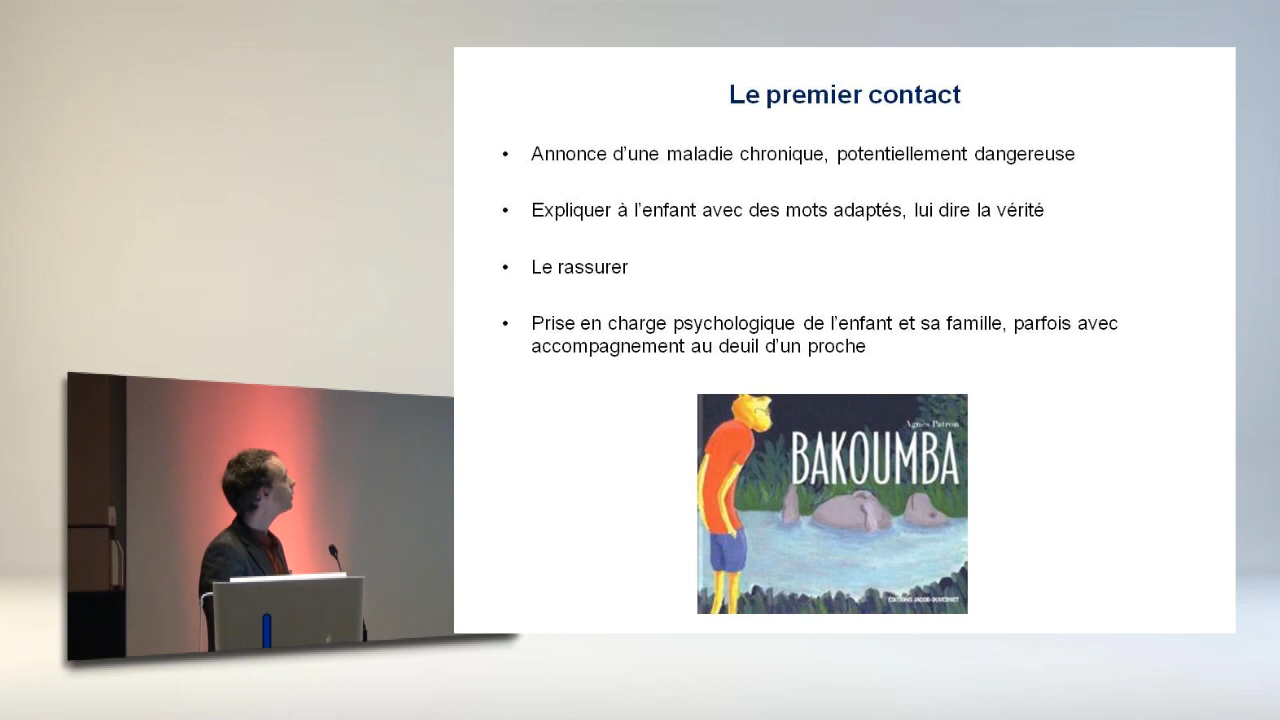 Le premier contact
• Annonce d’une maladie chronique, potentiellement dangereuse
• Expliquer à l’enfant avec des mots adaptés, lui dire la vérité
• Le rassurer
• Prise en charge psychologique de l’enfant et sa famille, parfois avec
accompagnement au deuil d’un proche
Agnès Patron
BAKOUMBA
EDITIONS JACOB-DUVERNET